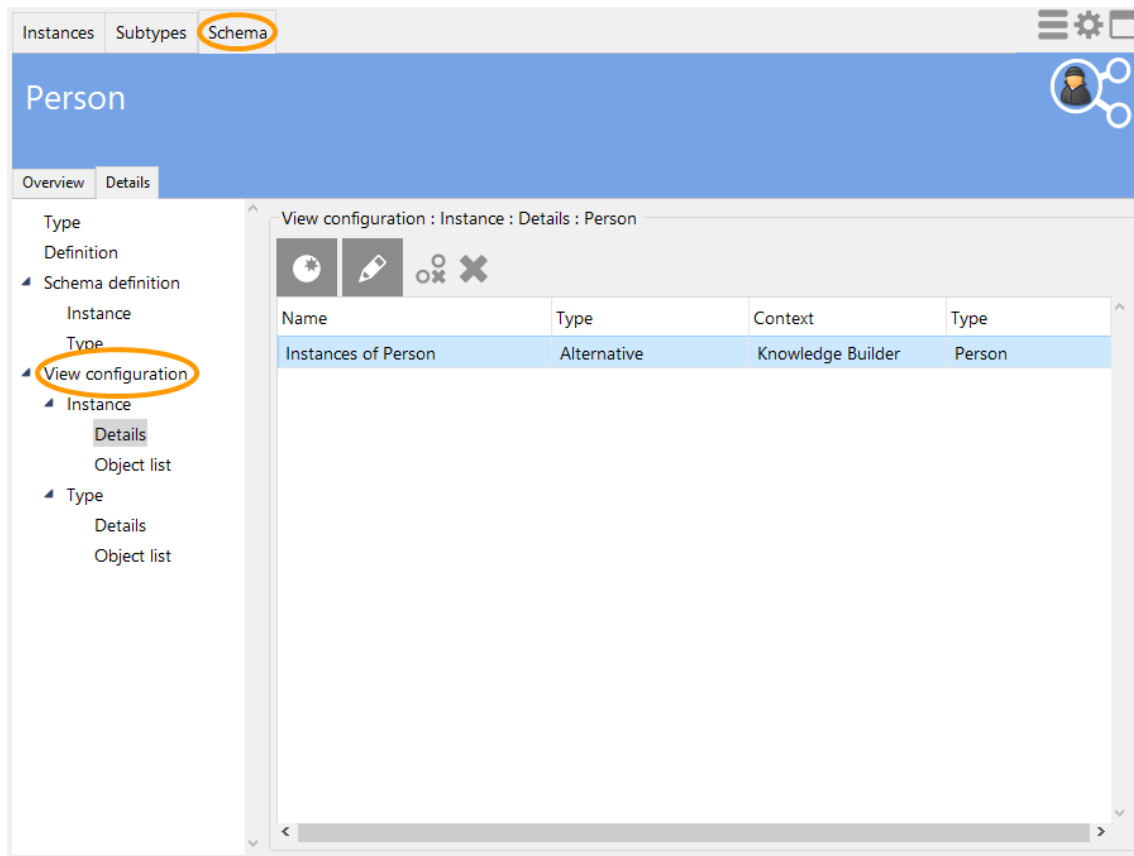 Instances Subtypes Schema
Person
Overview Details
Type
Definition
Schema definition
Instance
Type
View configuration
Instance
Details
Object list
Type
Details
Object list
View configuration : Instance : Details : Person
Name Type Context Type
Instances of Person Alternative Knowledge Builder Person